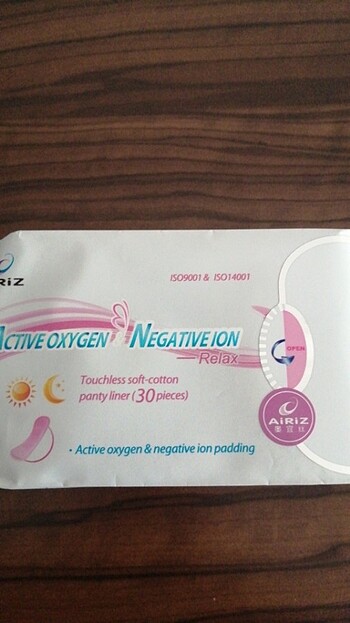 RiZ
ISO9001 & ISO14001
ACTIVE OXYGEN NEGATIVE ION
Relax
OPEN
Touchless soft-cotton
panty liner (30 pieces)
AiRiZ
• Active oxygen & negative ion padding